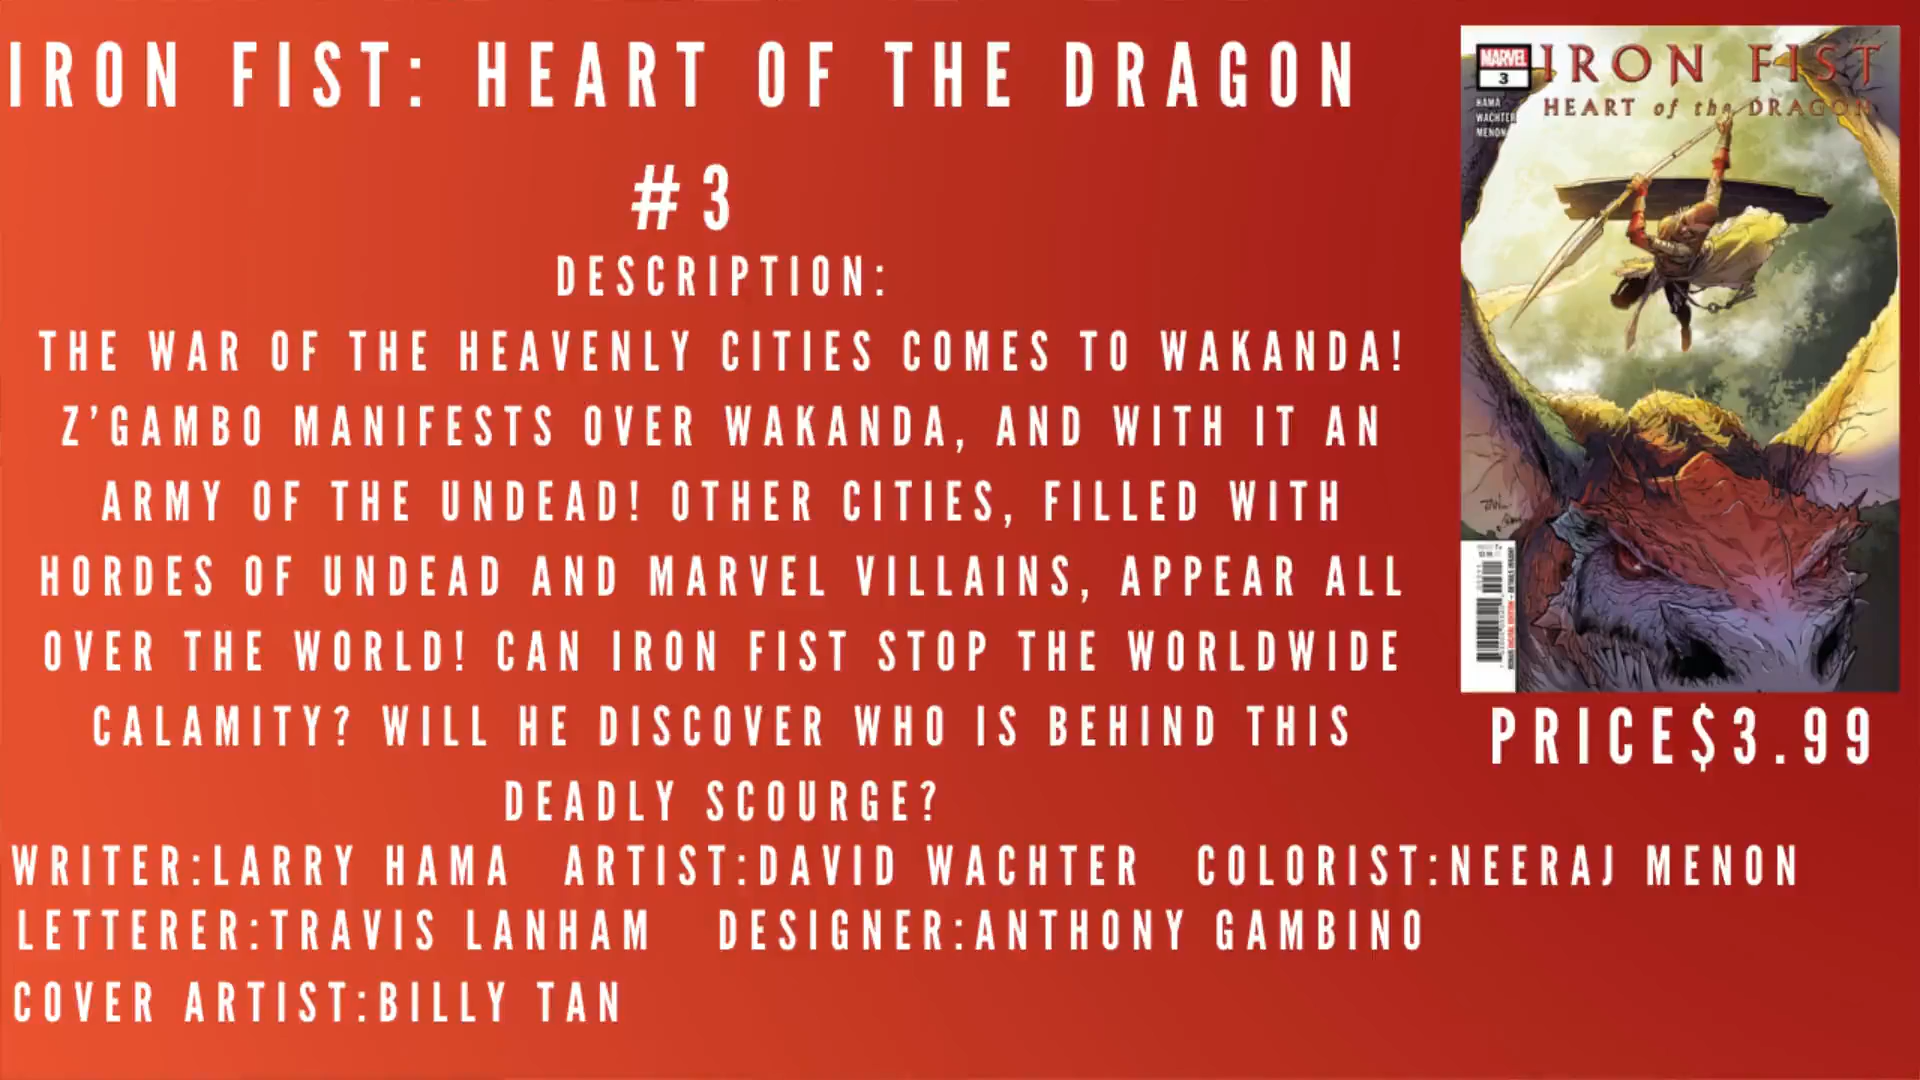 IRON FIST: HEART OF THE DRAGON
#3
DESCRIPTION:
THE WAR OF THE HEAVENLY CITIES COMES TO WAKANDA!
Z'GAMBO MANIFESTS OVER WAKANDA, AND WITH IT AN
ARMY OF THE UNDEAD! OTHER CITIES, FILLED WITH
HORDES OF UNDEAD AND MARVEL VILLAINS, APPEAR ALL
OVER THE WORLD! CAN IRON FIST STOP THE WORLDWIDE
CALAMITY? WILL HE DISCOVER WHO IS BEHIND THIS
DEADLY SCOURGE?
WRITER:LARRY HAMA ARTIST:DAVID WACHTER COLORIST:NEERAJ MENON
LETTERER:TRAVIS LANHAM DESIGNER:ANTHONY GAMBINO
COVER ARTIST:BILLY TAN
MARVEL
3
HAMA
WACHTER
MENON
IRON FIST
HEART of the DRAGON
PRICE$3.99